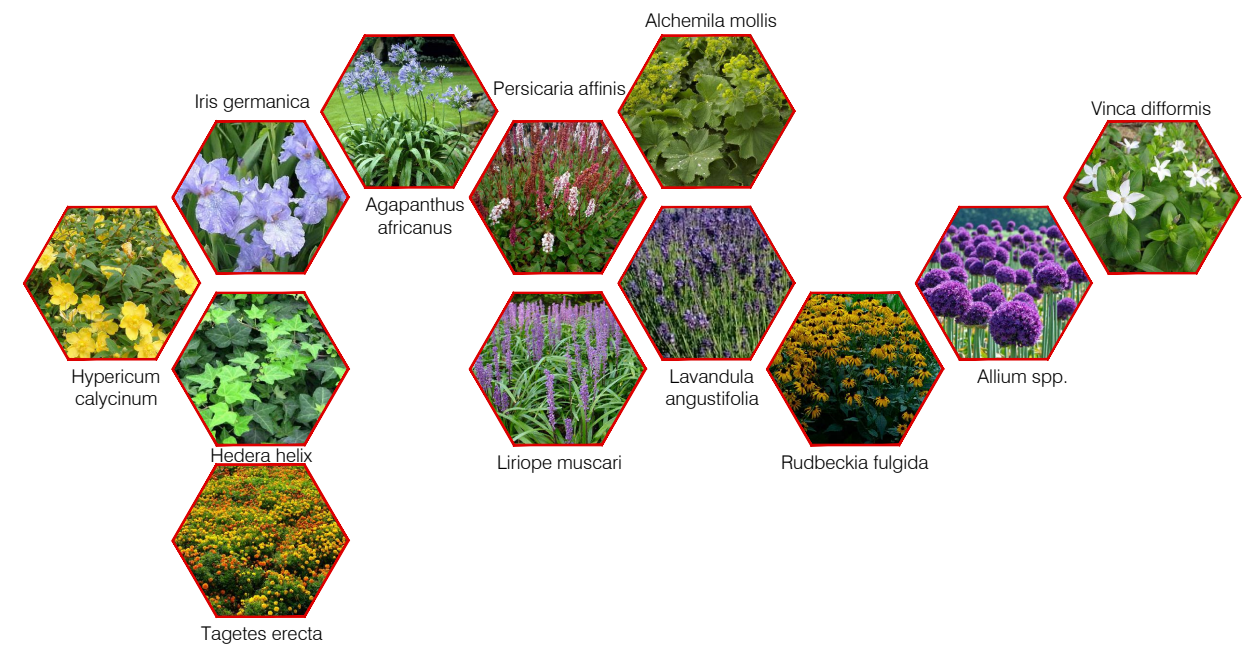 Alchemila mollis
Persicaria affinis
Iris germanica
Vinca difformis
Agapanthus
africanus
Hypericum
calycinum
Lavandula
angustifolia
Allium spp.
Hedera helix
Liriope muscari
Rudbeckia fulgida
Tagetes erecta